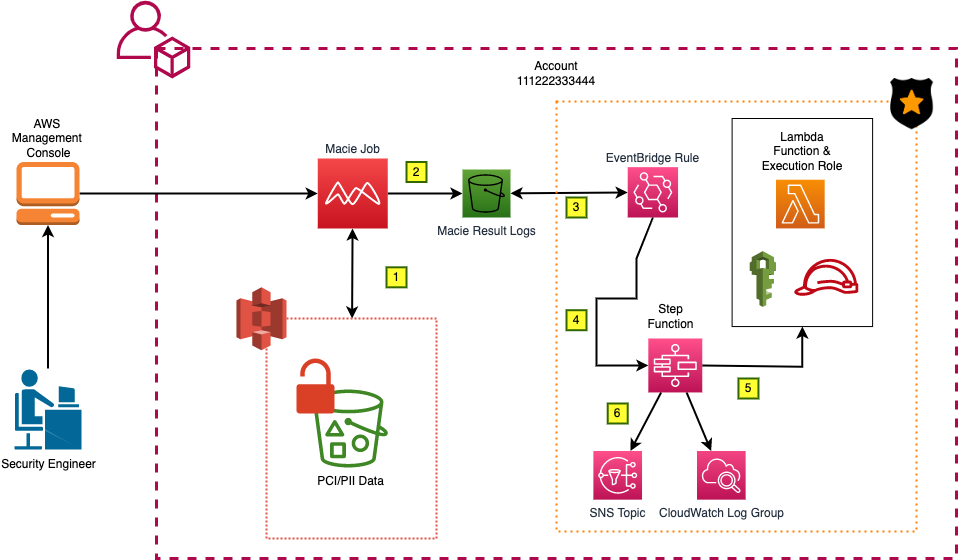 Account
111222333444
AWS
Management
Console
Macie Job
2
Macie Result Logs
3
EventBridge Rule
Lambda
Function &
Execution Role
1
4
Step
Function
5
6
PCI/PII Data
Security Engineer
SNS Topic
CloudWatch Log Group